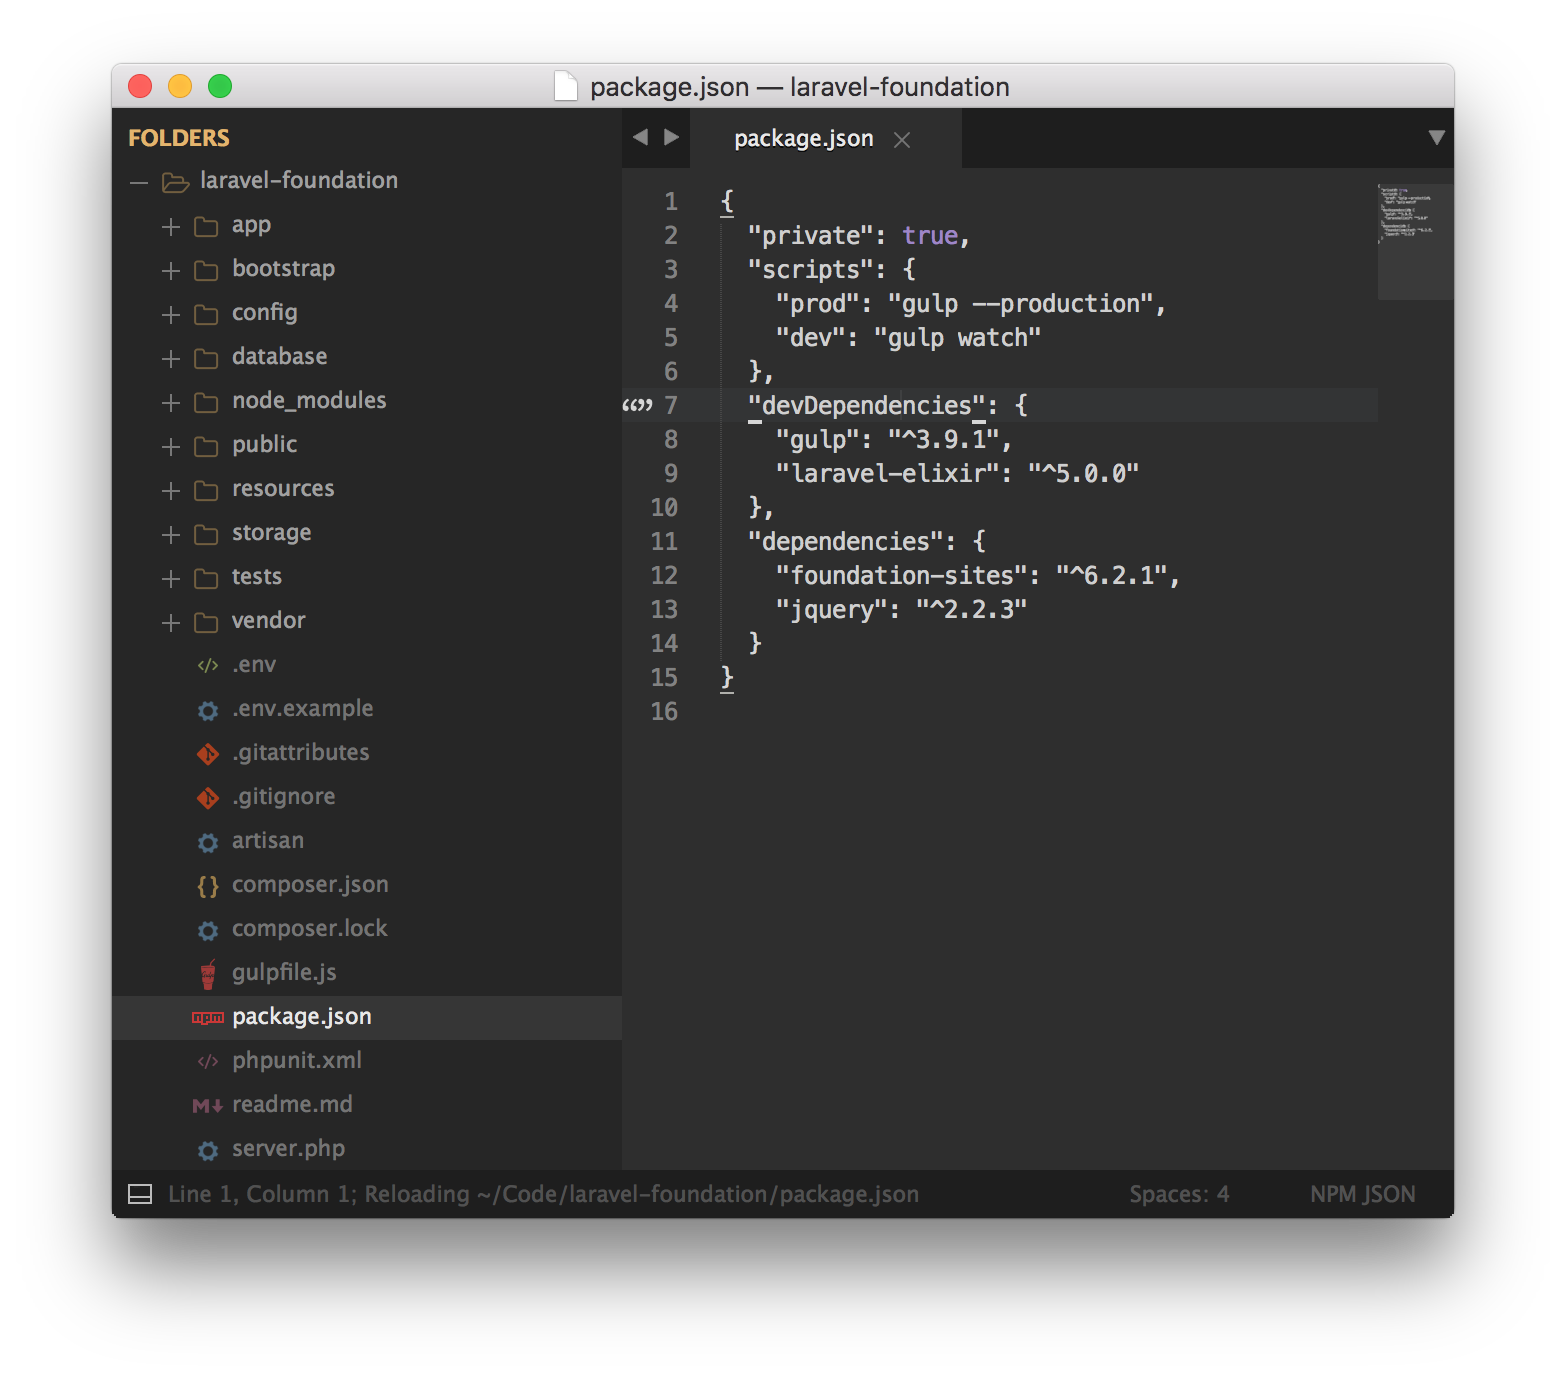 package.json — laravel-foundation
FOLDERS
laravel-foundation
app
bootstrap
config
database
node_modules
public
resources
storage
tests
vendor
.env
.env.example
.gitattributes
.gitignore
artisan
composer.json
composer.lock
gulpfile.js
package.json
phpunit.xml
readme.md
server.php
package.json
1 {
2 "private": true,
3 "scripts": {
4 "prod": "gulp --production",
5 "dev": "gulp watch"
6 },
7 "devDependencies": {
8 "gulp": "^3.9.1",
9 "laravel-elixir": "^5.0.0"
10 },
11 "dependencies": {
12 "foundation-sites": "^6.2.1",
13 "jquery": "^2.2.3"
14 }
15 }
16
Line 1, Column 1; Reloading ~/Code/laravel-foundation/package.json
Spaces: 4
NPM JSON